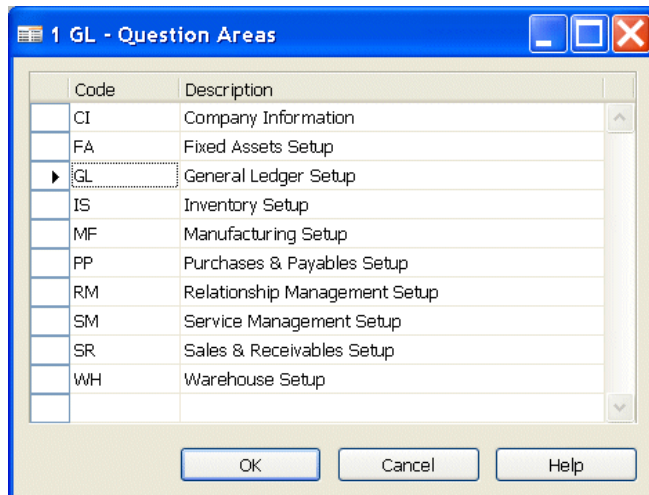 1 GL - Question Areas
Code Description
CI Company Information
FA Fixed Assets Setup
GL General Ledger Setup
IS Inventory Setup
MF Manufacturing Setup
PP Purchases & Payables Setup
RM Relationship Management Setup
SM Service Management Setup
SR Sales & Receivables Setup
WH Warehouse Setup
OK Cancel Help